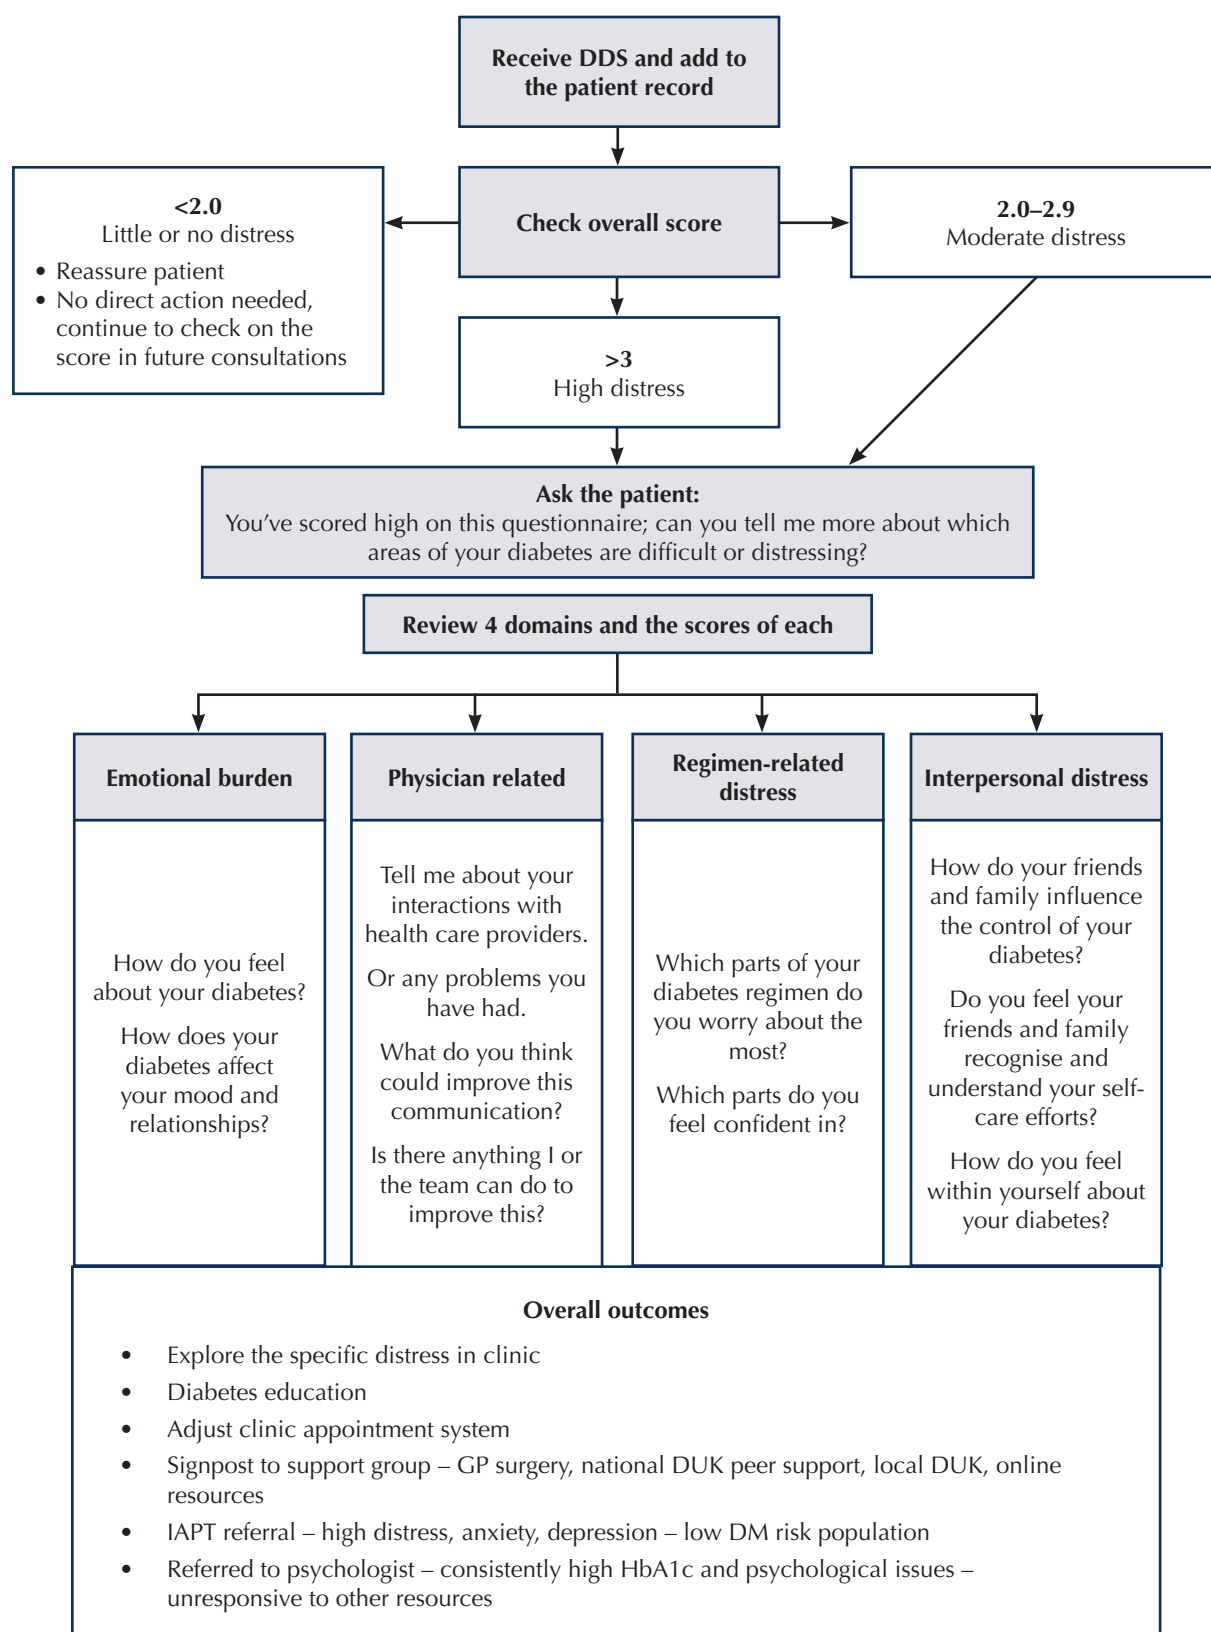 Receive DDS and add to
the patient record
<2.0
Little or no distress
• Reassure patient
• No direct action needed,
continue to check on the
score in future consultations
Check overall score
2.0–2.9
Moderate distress
>3
High distress
Ask the patient:
You’ve scored high on this questionnaire; can you tell me more about which
areas of your diabetes are difficult or distressing?
Review 4 domains and the scores of each
Emotional burden
How do you feel
about your diabetes?
How does your
diabetes affect
your mood and
relationships?
Physician related
Tell me about your
interactions with
health care providers.
Or any problems you
have had.
What do you think
could improve this
communication?
Is there anything I or
the team can do to
improve this?
Regimen-related
distress
Which parts of your
diabetes regimen do
you worry about the
most?
Which parts do you
feel confident in?
Interpersonal distress
How do your friends
and family influence
the control of your
diabetes?
Do you feel your
friends and family
recognise and
understand your self-
care efforts?
How do you feel
within yourself about
your diabetes?
Overall outcomes
• Explore the specific distress in clinic
• Diabetes education
• Adjust clinic appointment system
• Signpost to support group – GP surgery, national DUK peer support, local DUK, online
resources
• IAPT referral – high distress, anxiety, depression – low DM risk population
• Referred to psychologist – consistently high HbA1c and psychological issues –
unresponsive to other resources